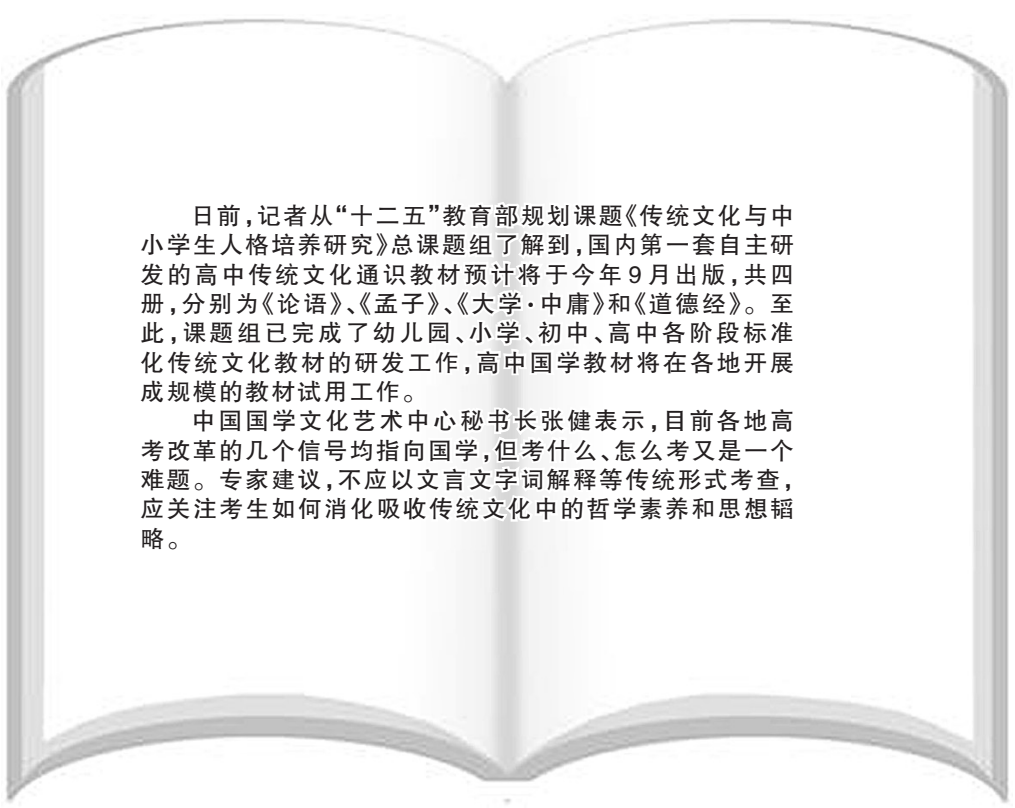 日前,记者从“十二五”教育部规划课题《传统文化与中
小学生人格培养研究》总课题组了解到,国内第一套自主研
发的高中传统文化通识教材预计将于今年9月出版,共四
册,分别为《论语》、《孟子》、《大学·中庸》和《道德经》。至
此,课题组已完成了幼儿园、小学、初中、高中各阶段标准
化传统文化教材的研发工作,高中国学教材将在各地开展
成规模的教材试用工作。
中国国学文化艺术中心秘书长张健表示,目前各地高
考改革的几个信号均指向国学,但考什么、怎么考又是一个
难题。专家建议,不应以文言文字词解释等传统形式考查,
应关注考生如何消化吸收传统文化中的哲学素养和思想韬
略。